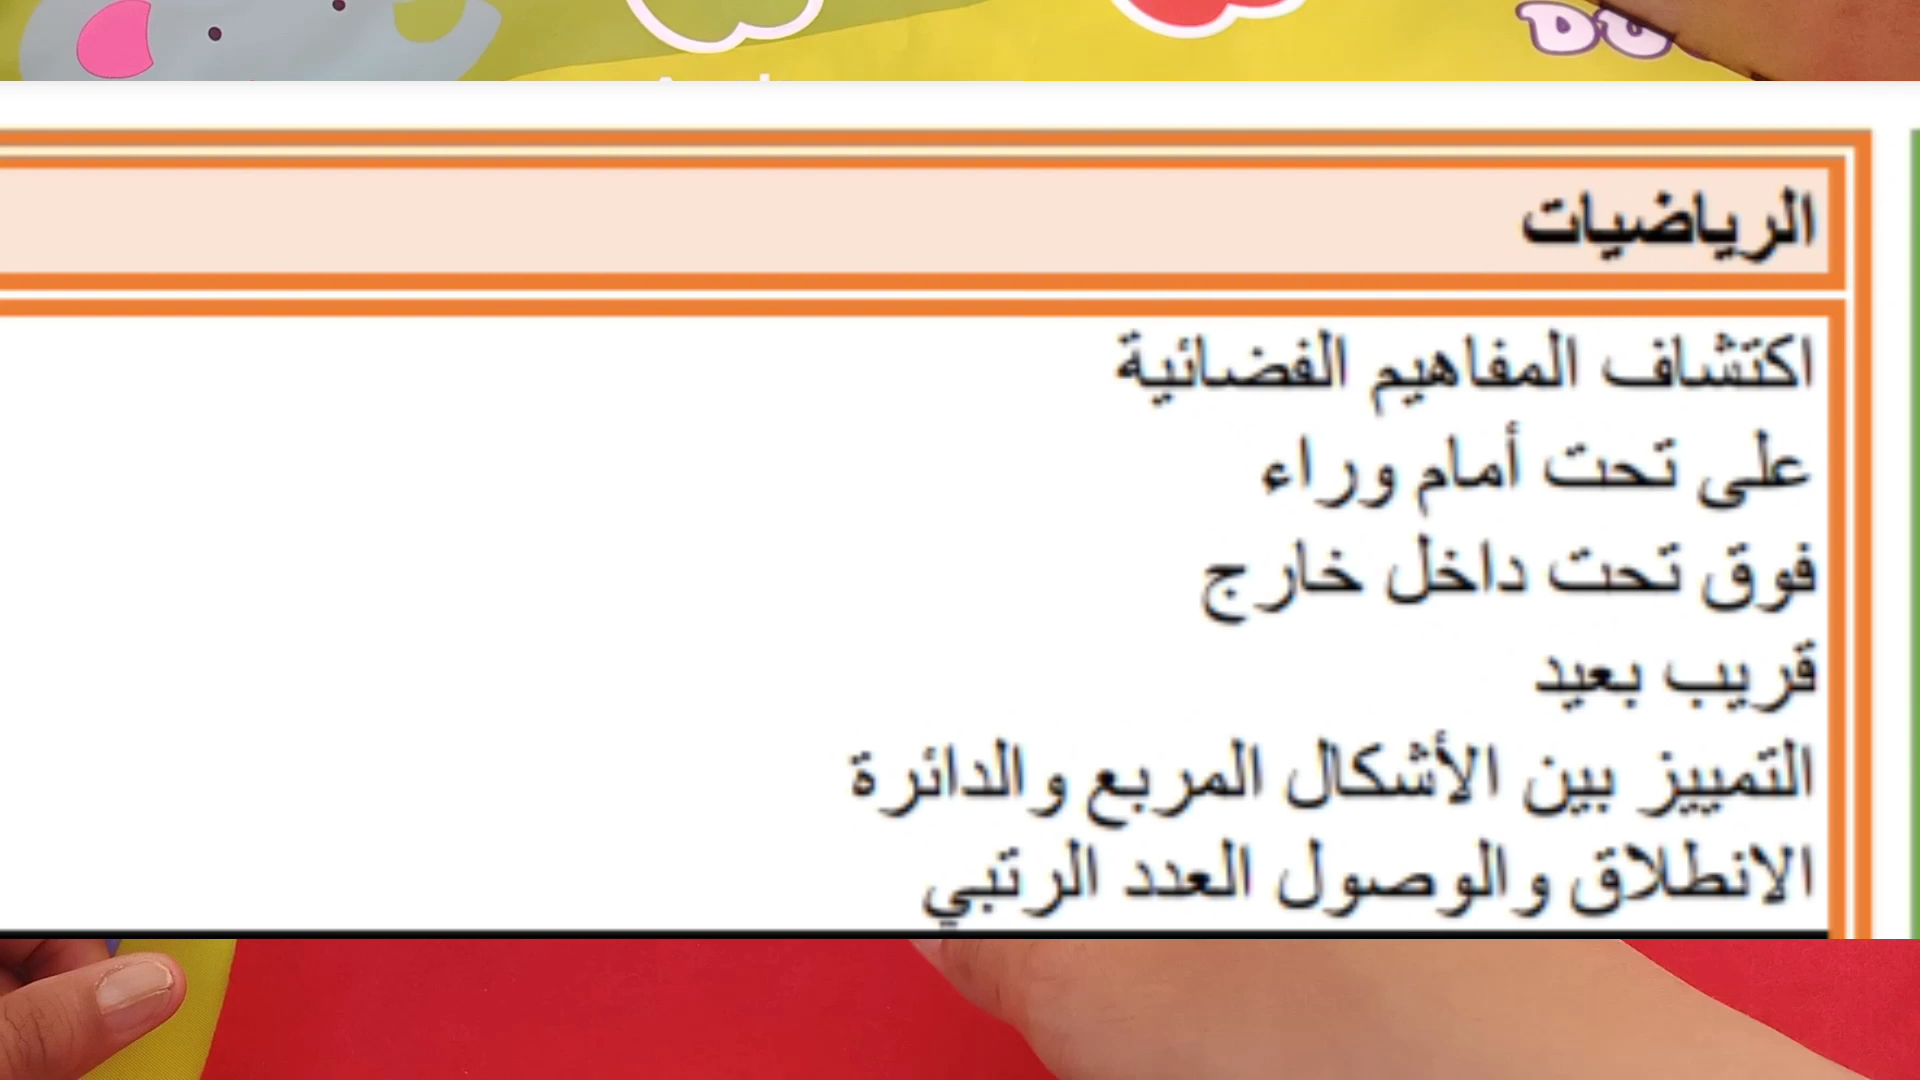 الرياضيات
اكتشاف المفاهيم الفضائية
على تحت أمام وراء
فوق تحت داخل خارج
قريب بعيد
التمييز بين الأشكال المربع والدائرة
الانطلاق والوصول العدد الرتبي